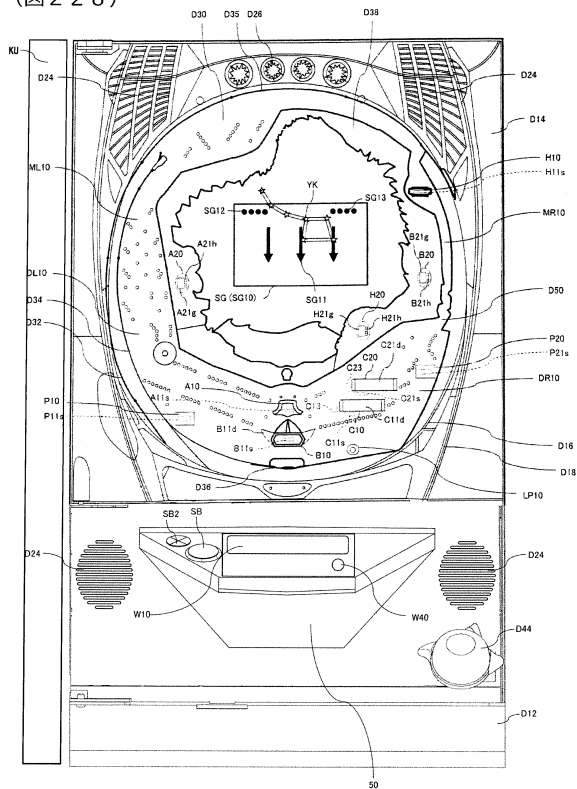 (図228)
D30
D35
D26
D38
KU
D24
D24
D14
H10
H11s
ML10
YK
SG12
SG13
MR10
A20
A21h
B21g
B20
DL10
A21g
SG (SG10)
SG11
H20
B21h
D50
D34
H21g
H21h
D32
C21d
P20
C20
C23
P21s
A10
P10
A11s
C13
C21s
DR10
P11s
B11d
C11d
C10
D16
B11s
B10
C11s
D18
D36
LP10
SB2
SB
D24
D24
W10
W40
D44
D12
50